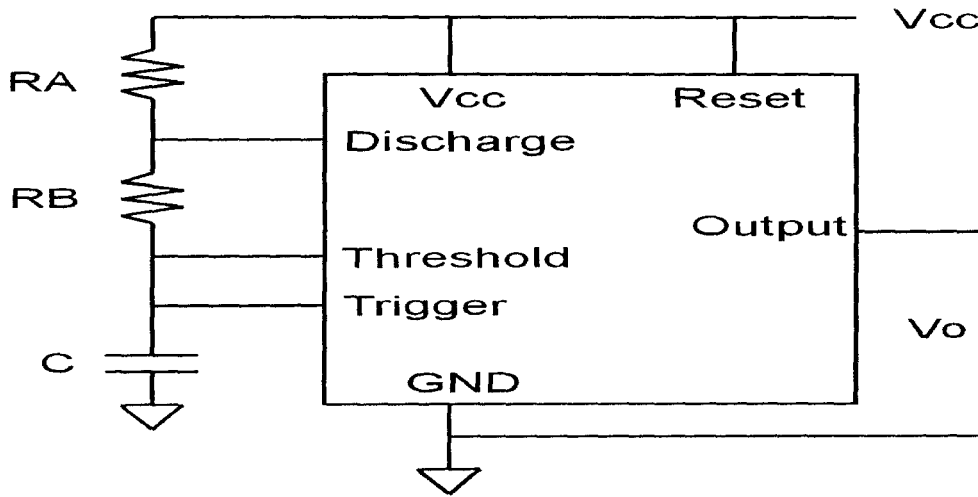 Vcc
RA
Vcc
Reset
Discharge
RB
Output
Threshold
Trigger
Vo
C
GND